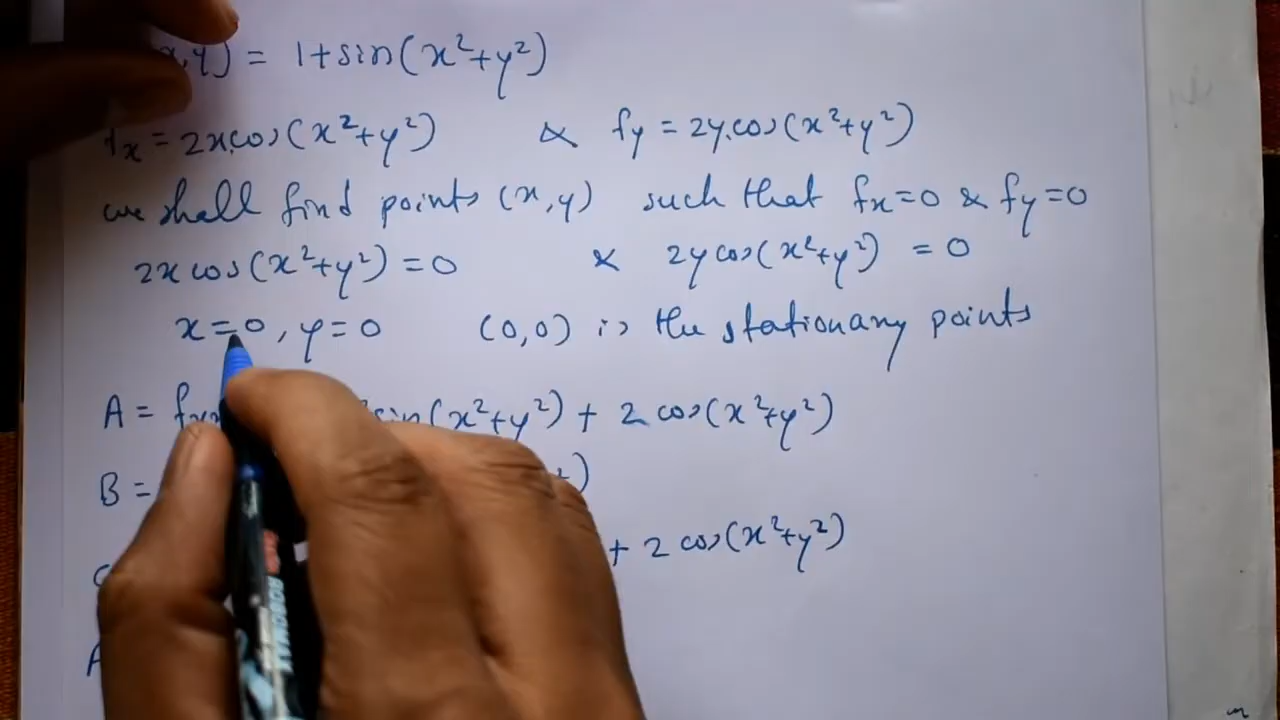 x,y) = 1+sin(x²+y²)
fx = 2x.cos(x²+y²) & fy = 2y.cos(x²+y²)
we shall find points (x,y) such that fx=0 & fy=0
2x cos(x²+y²) = 0 & 2y cos(x²+y²) = 0
x=0, y=0 (0,0) is the stationary points
A = fxx sin(x²+y²) + 2 cos(x²+y²)
B = ²)
+ 2 cos(x²+y²)